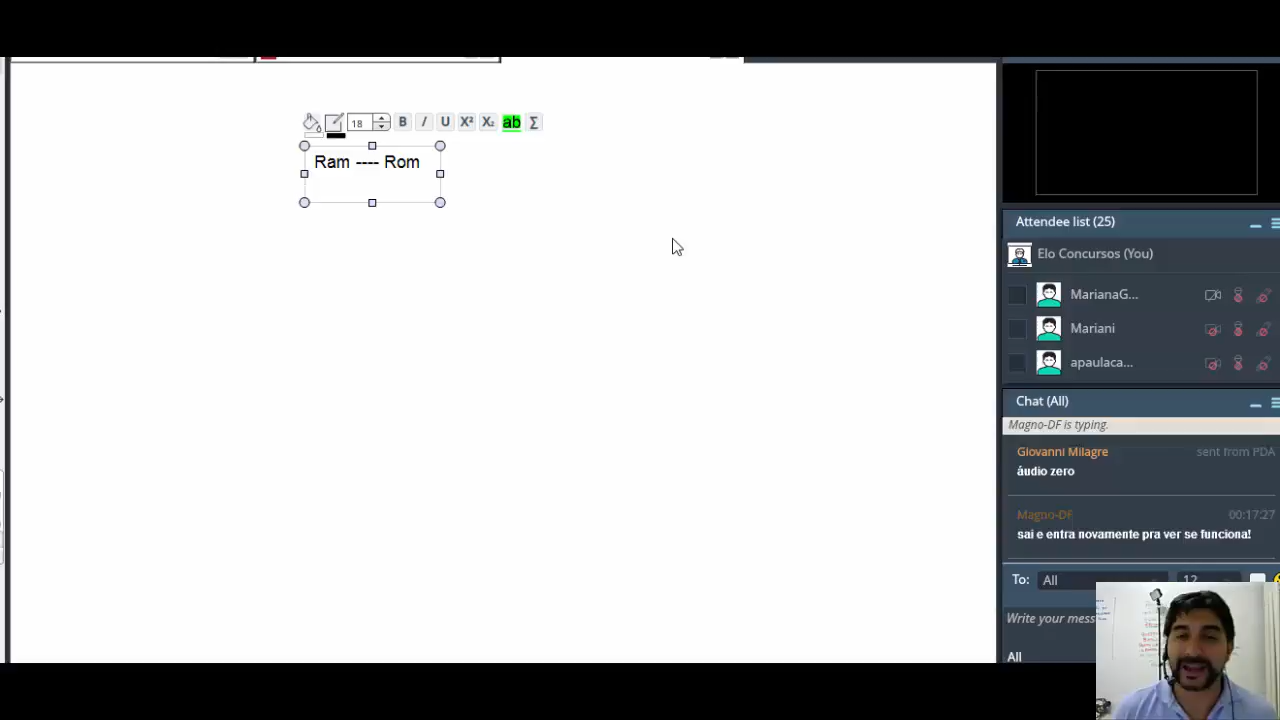 18 B / U X² X₂ ab Σ
Ram ---- Rom
Attendee list (25)
Elo Concursos (You)
MarianaG...
Mariani
apaulaca...
Chat (All)
Magno-DF is typing.
Giovanni Milagre sent from PDA
áudio zero
Magno-Df 00:17:27
sai e entra novamente pra ver se funciona!
To: All 12
Write your mess
All